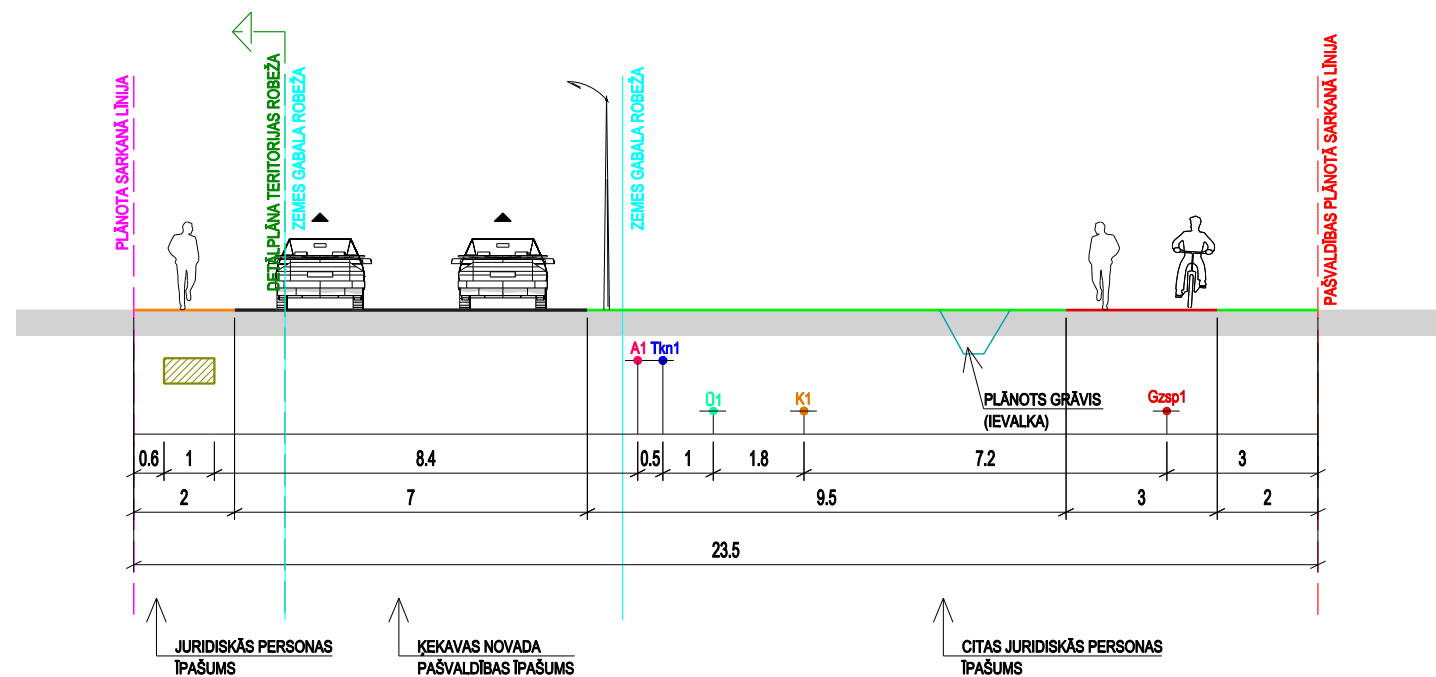 PLĀNOTA SARKANĀ LĪNIJA
DETĀLPLĀNA TERITORIJAS ROBEŽA
ZEMES GABALA ROBEŽA
ZEMES GABALA ROBEŽA
PAŠVALDĪBAS PLĀNOTĀ SARKANĀ LĪNIJA
A1 Tkn1
Ū1
K1
Gzsp1
PLĀNOTS GRĀVIS
(IEVALKA)
0.6 1 8.4 0.5 1 1.8 7.2 3
2 7 9.5 3 2
23.5
JURIDISKĀS PERSONAS
ĪPAŠUMS
ĶEKAVAS NOVADA
PAŠVALDĪBAS ĪPAŠUMS
CITAS JURIDISKĀS PERSONAS
ĪPAŠUMS